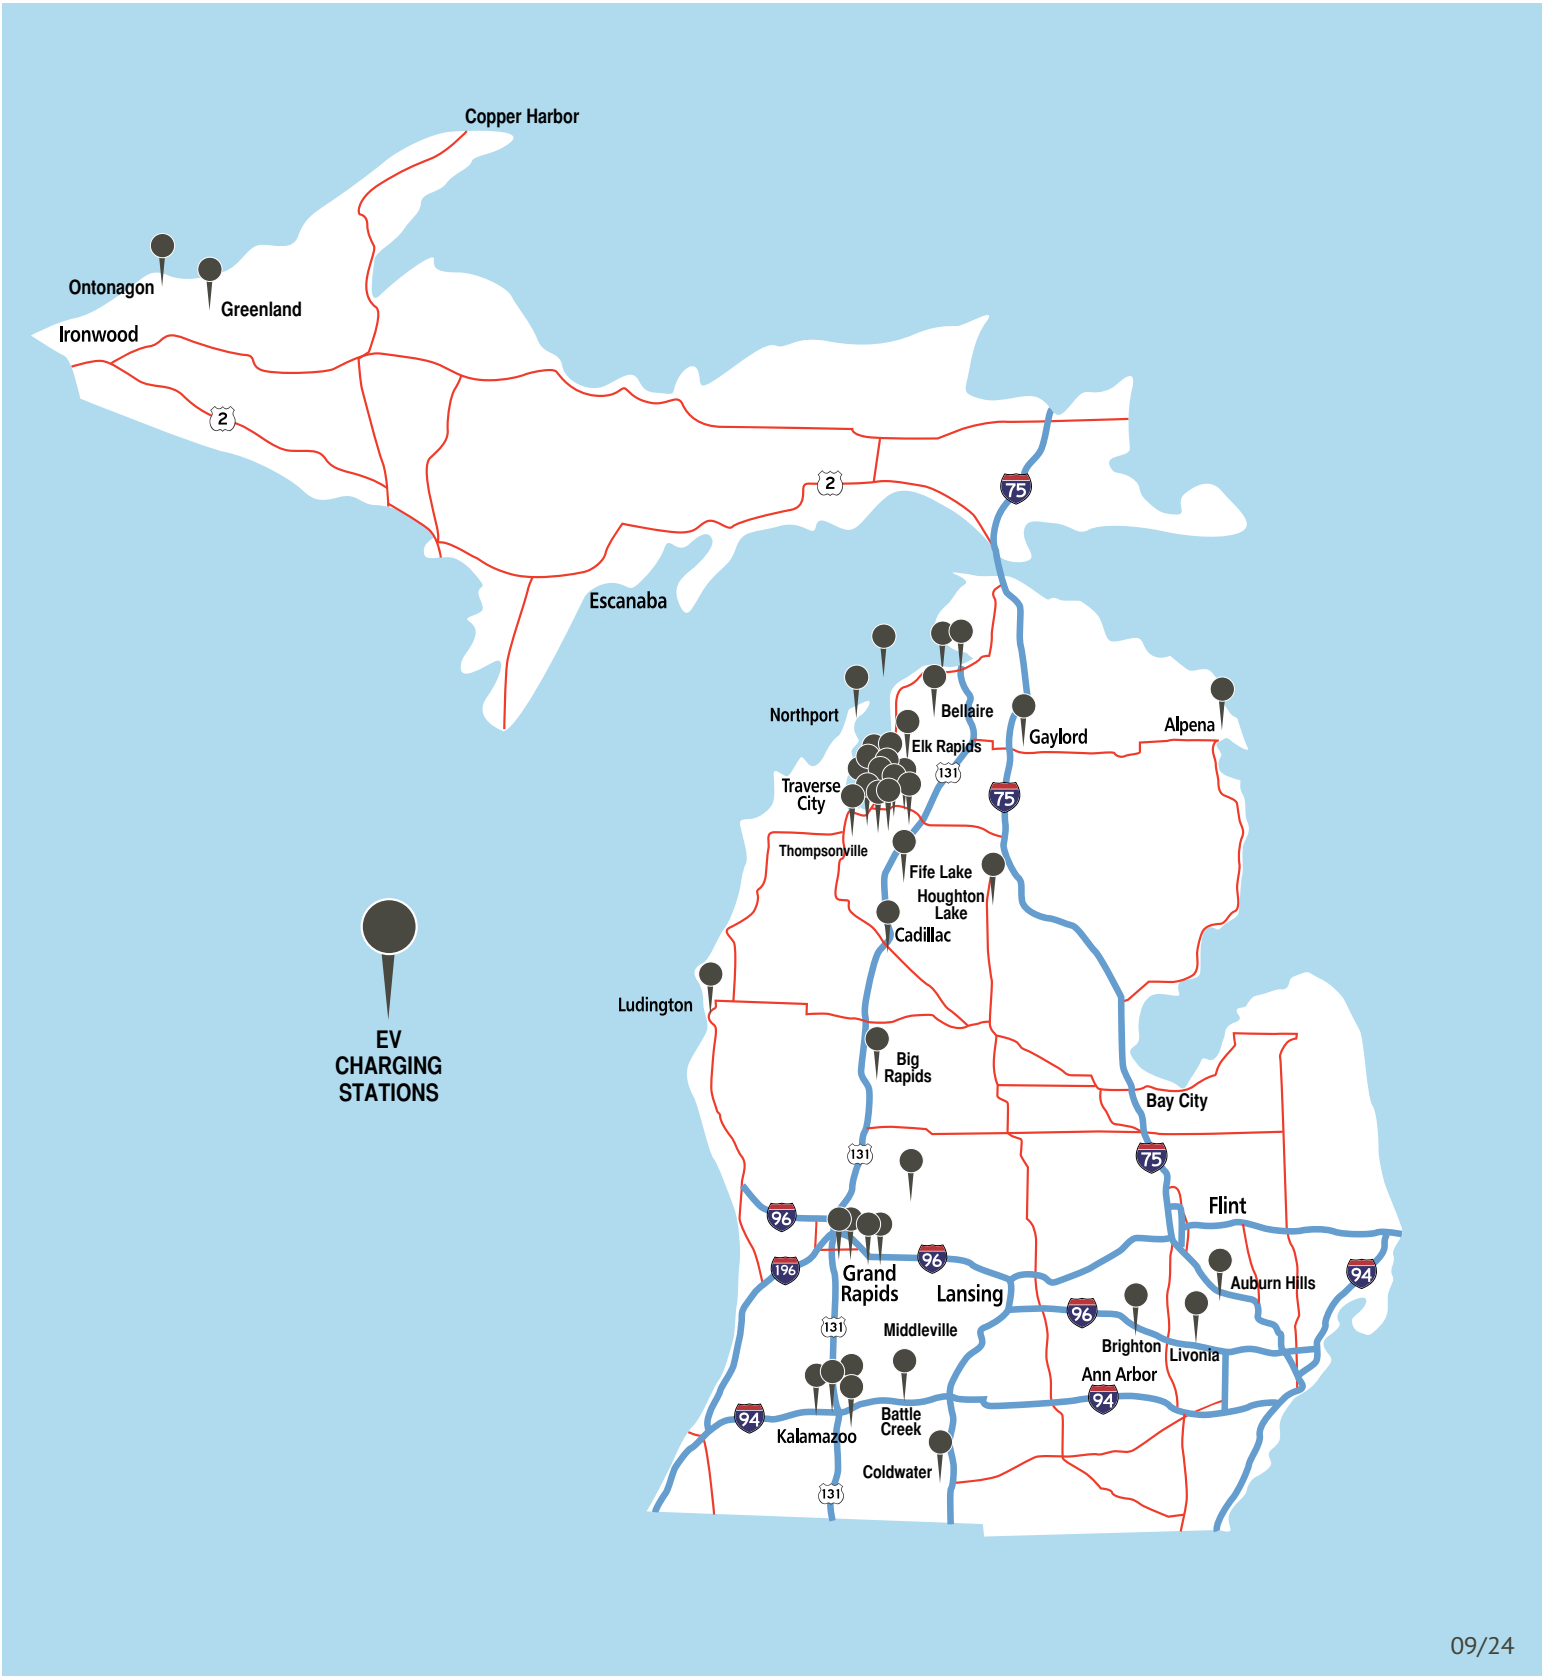 Copper Harbor
Ontonagon
Greenland
Ironwood
2
2
75
Escanaba
Northport
Bellaire
Alpena
Gaylord
Elk Rapids
131
Traverse
City
75
Thompsonville
Fife Lake
Houghton
Lake
Cadillac
Ludington
EV
CHARGING
STATIONS
Big
Rapids
Bay City
131
75
Flint
96
96
196
Grand
Rapids
Lansing
Auburn Hills
94
96
131
Middleville
Brighton
Livonia
Ann Arbor
94
94
Battle
Creek
Kalamazoo
Coldwater
131
09/24